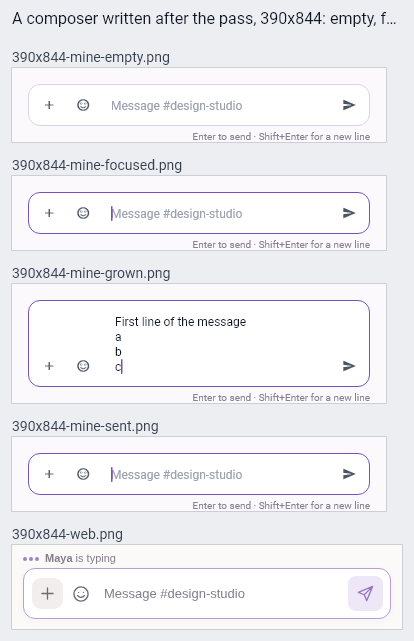 A composer written after the pass, 390x844: empty, f...
390x844-mine-empty.png
Message #design-studio
Enter to send · Shift+Enter for a new line
390x844-mine-focused.png
Message #design-studio
Enter to send · Shift+Enter for a new line
390x844-mine-grown.png
First line of the message
a
b
c
Enter to send · Shift+Enter for a new line
390x844-mine-sent.png
Message #design-studio
Enter to send · Shift+Enter for a new line
390x844-web.png
Maya is typing
Message #design-studio